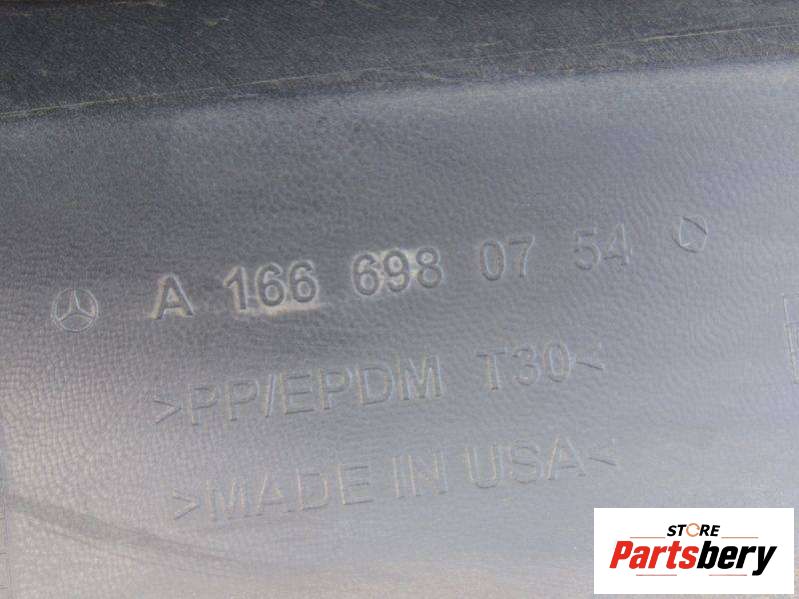 A 166 698 07 54
>PP/EPDM T30<
>MADE IN USA<
STORE
Partsbery